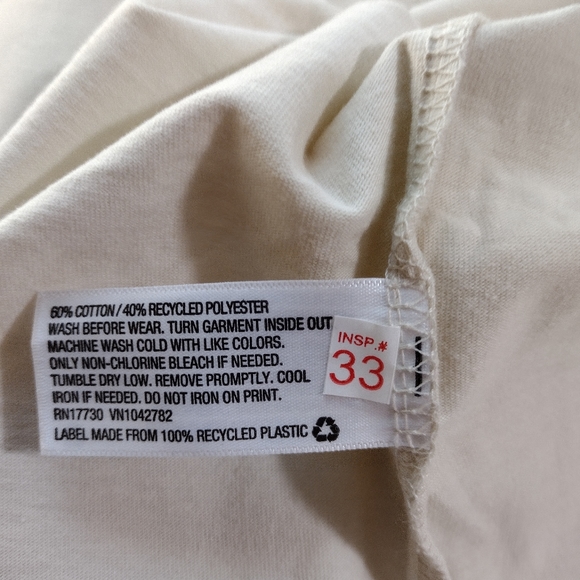 60% COTTON/40% RECYCLED POLYESTER
WASH BEFORE WEAR. TURN GARMENT INSIDE OUT
MACHINE WASH COLD WITH LIKE COLORS.
ONLY NON-CHLORINE BLEACH IF NEEDED.
TUMBLE DRY LOW. REMOVE PROMPTLY. COOL
IRON IF NEEDED. DO NOT IRON ON PRINT.
RN17730 VN1042782
LABEL MADE FROM 100% RECYCLED PLASTIC
INSP.#
33